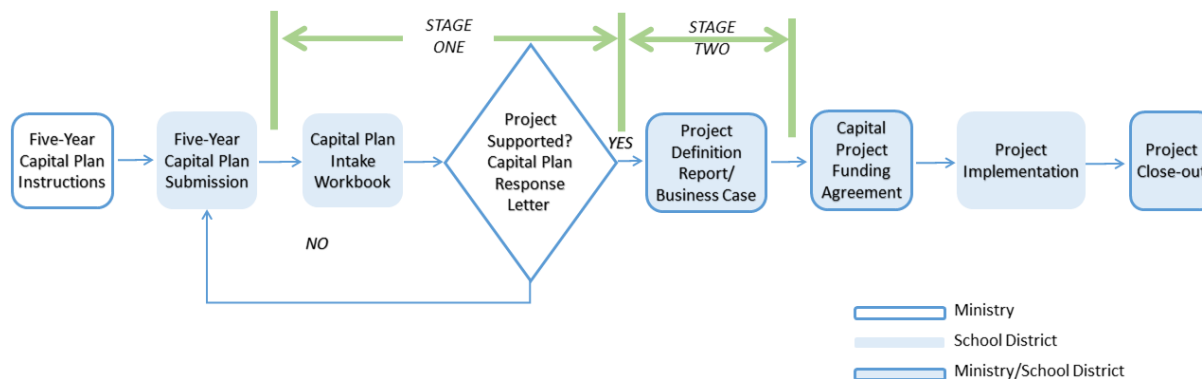 STAGE
ONE
STAGE
TWO
Five-Year
Capital Plan
Instructions
Five-Year
Capital Plan
Submission
Capital Plan
Intake
Workbook
Project
Supported?
Capital Plan
Response
Letter
YES
Project
Definition
Report/
Business Case
Capital
Project
Funding
Agreement
Project
Implementation
Project
Close-out
NO
Ministry
School District
Ministry/School District